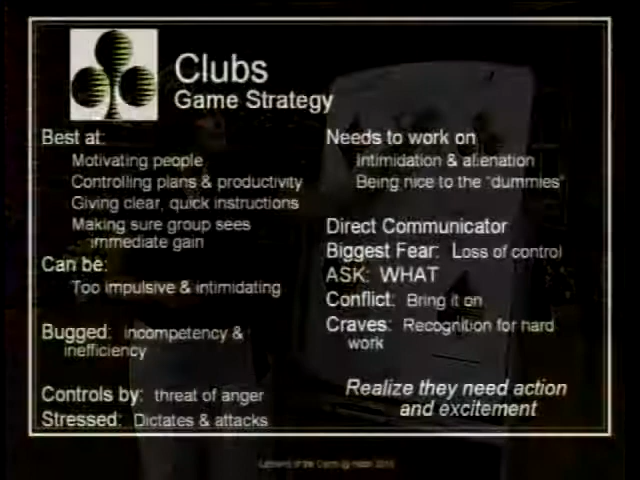 Clubs
Game Strategy
Best at:
Motivating people
Controlling plans & productivity
Giving clear, quick instructions
Making sure group sees
immediate gain
Can be:
Too impulsive & intimidating
Bugged: incompetency &
inefficiency
Controls by: threat of anger
Stressed: Dictates & attacks
Needs to work on
Intimidation & alienation
Being nice to the "dummies"
Direct Communicator
Biggest Fear: Loss of control
ASK: WHAT
Conflict: Bring it on
Craves: Recognition for hard
work
Realize they need action
and excitement